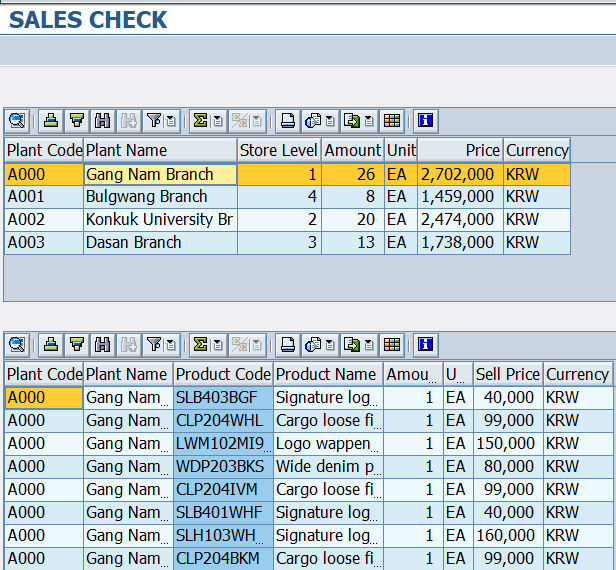 SALES CHECK
Plant Code Plant Name Store Level Amount Unit Price Currency
A000 Gang Nam Branch 1 26 EA 2,702,000 KRW
A001 Bulgwang Branch 4 8 EA 1,459,000 KRW
A002 Konkuk University Br 2 20 EA 2,474,000 KRW
A003 Dasan Branch 3 13 EA 1,738,000 KRW
Plant Code Plant Name Product Code Product Name Amou... U... Sell Price Currency
A000 Gang Nam... SLB403BGF Signature log... 1 EA 40,000 KRW
A000 Gang Nam... CLP204WHL Cargo loose fi... 1 EA 99,000 KRW
A000 Gang Nam... LWM102MI9... Logo wappen... 1 EA 150,000 KRW
A000 Gang Nam... WDP203BKS Wide denim p... 1 EA 80,000 KRW
A000 Gang Nam... CLP204IVM Cargo loose fi... 1 EA 99,000 KRW
A000 Gang Nam... SLB401WHF Signature log... 1 EA 40,000 KRW
A000 Gang Nam... SLH103WH... Signature log... 1 EA 160,000 KRW
A000 Gang Nam... CLP204BKM Cargo loose fi... 1 EA 99,000 KRW